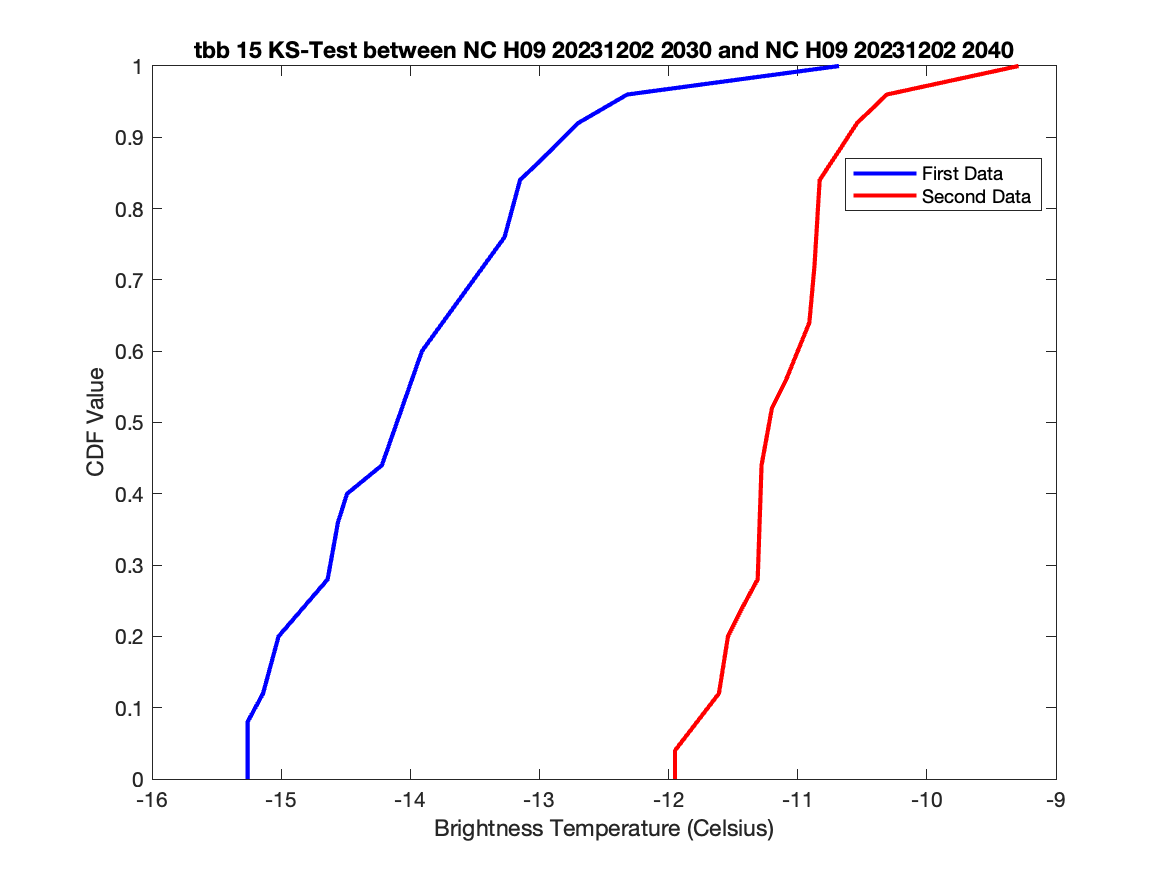 tbb 15 KS-Test between NC H09 20231202 2030 and NC H09 20231202 2040
1
0.9
0.8
0.7
0.6
0.5
0.4
0.3
0.2
0.1
0
CDF Value
First Data
Second Data
-16 -15 -14 -13 -12 -11 -10 -9
Brightness Temperature (Celsius)